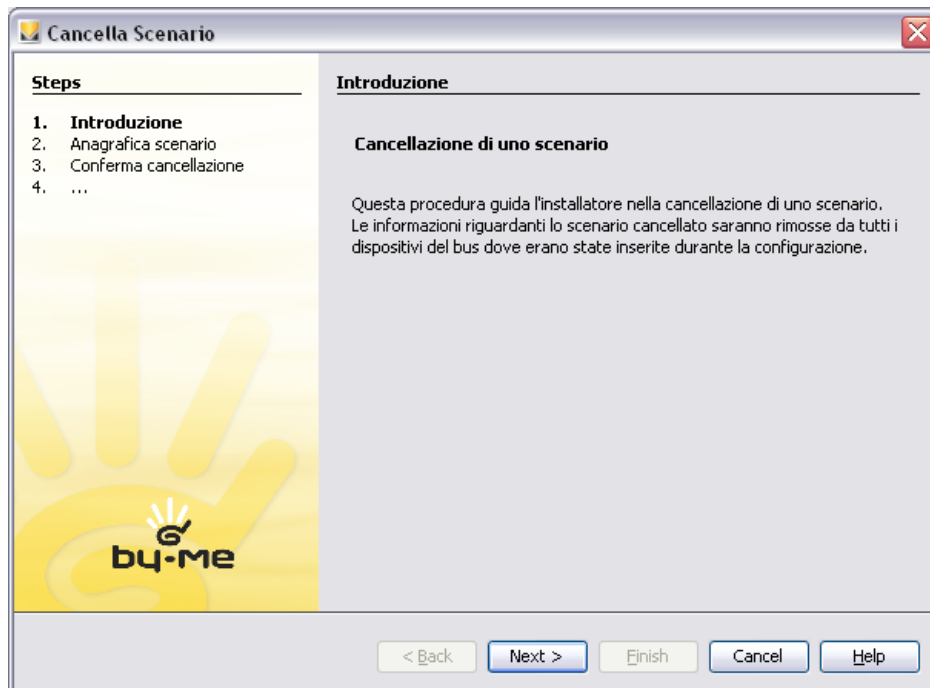 Cancella Scenario
Steps
1. Introduzione
2. Anagrafica scenario
3. Conferma cancellazione
4. ...
by-me
Introduzione
Cancellazione di uno scenario
Questa procedura guida l'installatore nella cancellazione di uno scenario.
Le informazioni riguardanti lo scenario cancellato saranno rimosse da tutti i
dispositivi del bus dove erano state inserite durante la configurazione.
< Back
Next >
Finish
Cancel
Help